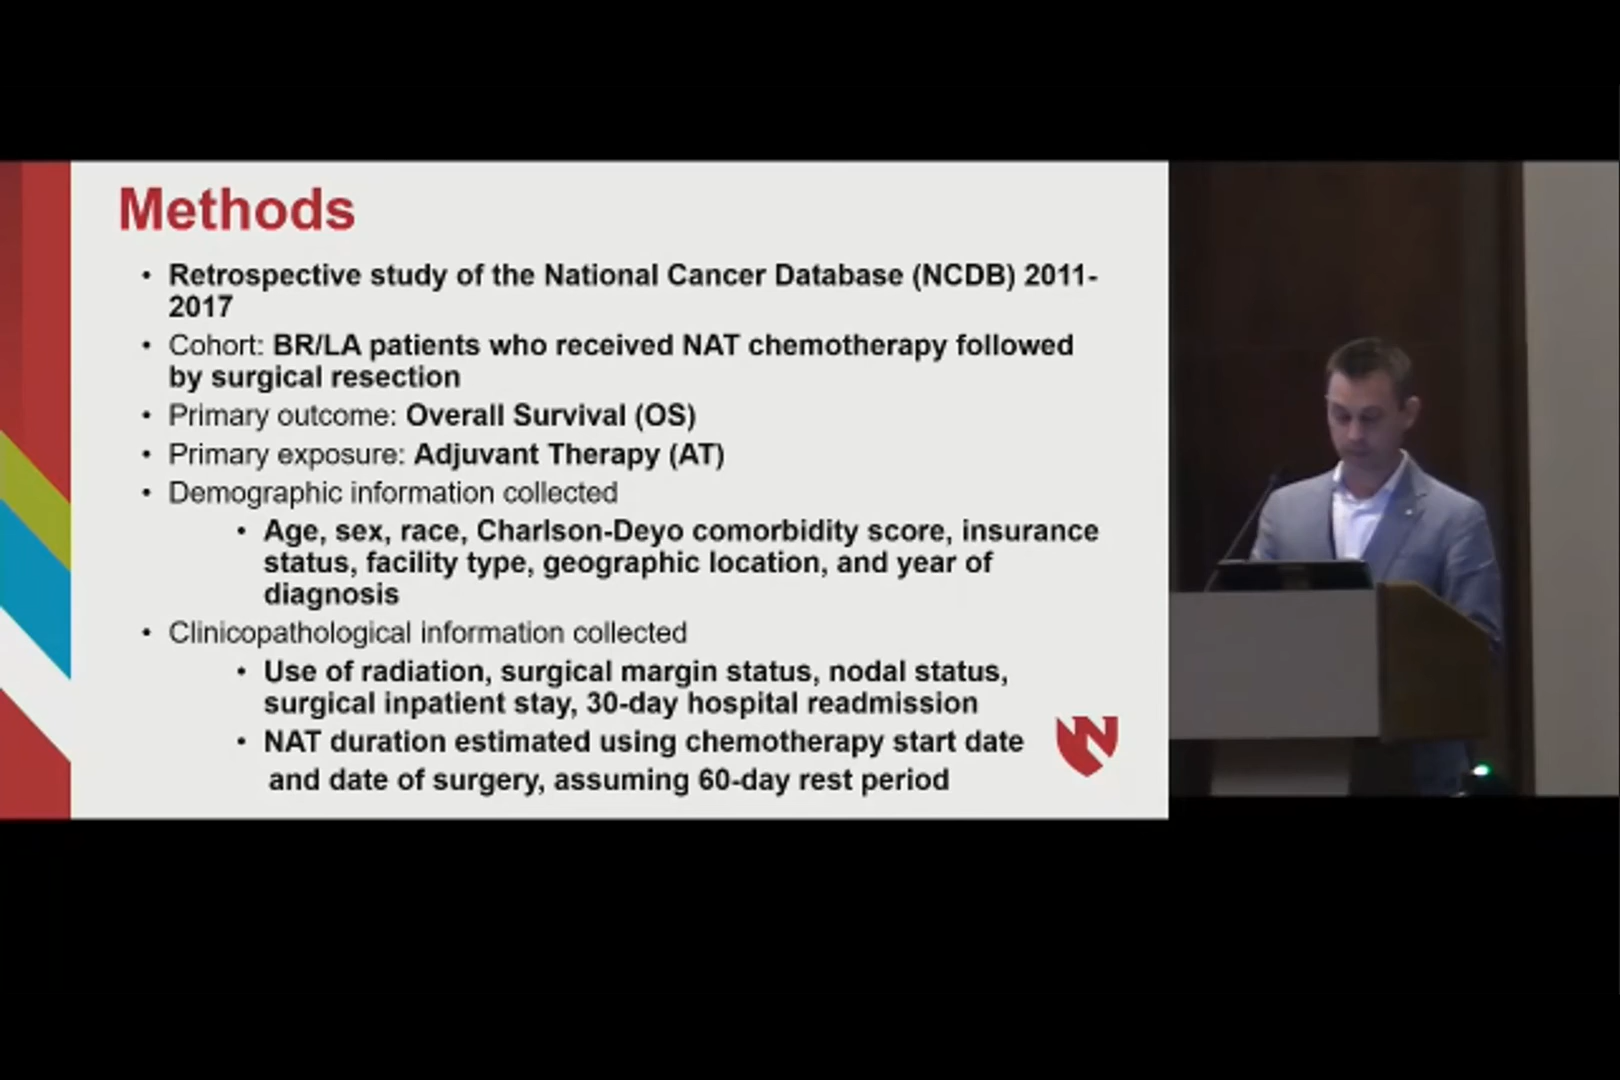 Methods
• Retrospective study of the National Cancer Database (NCDB) 2011-
2017
• Cohort: BR/LA patients who received NAT chemotherapy followed
by surgical resection
• Primary outcome: Overall Survival (OS)
• Primary exposure: Adjuvant Therapy (AT)
• Demographic information collected
• Age, sex, race, Charlson-Deyo comorbidity score, insurance
status, facility type, geographic location, and year of
diagnosis
• Clinicopathological information collected
• Use of radiation, surgical margin status, nodal status,
surgical inpatient stay, 30-day hospital readmission
• NAT duration estimated using chemotherapy start date
and date of surgery, assuming 60-day rest period
N